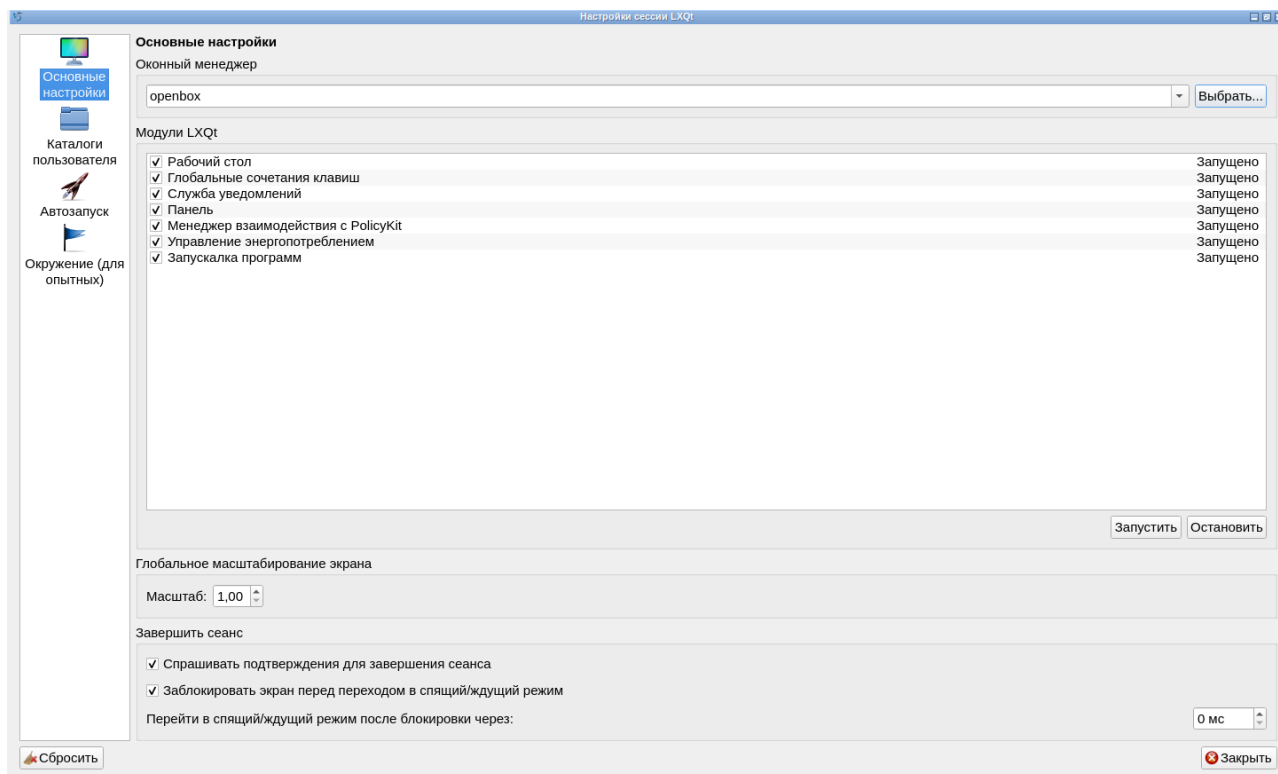 Настройки сессии LXQt
Основные
настройки
Каталоги
пользователя
Автозапуск
Окружение (для
опытных)
Основные настройки
Оконный менеджер
openbox
Выбрать...
Модули LXQt
Рабочий стол Запущено
Глобальные сочетания клавиш Запущено
Служба уведомлений Запущено
Панель Запущено
Менеджер взаимодействия с PolicyKit Запущено
Управление энергопотреблением Запущено
Запускалка программ Запущено
Запустить Остановить
Глобальное масштабирование экрана
Масштаб: 1,00
Завершить сеанс
Спрашивать подтверждения для завершения сеанса
Заблокировать экран перед переходом в спящий/ждущий режим
Перейти в спящий/ждущий режим после блокировки через: 0 мс
Сбросить Закрыть